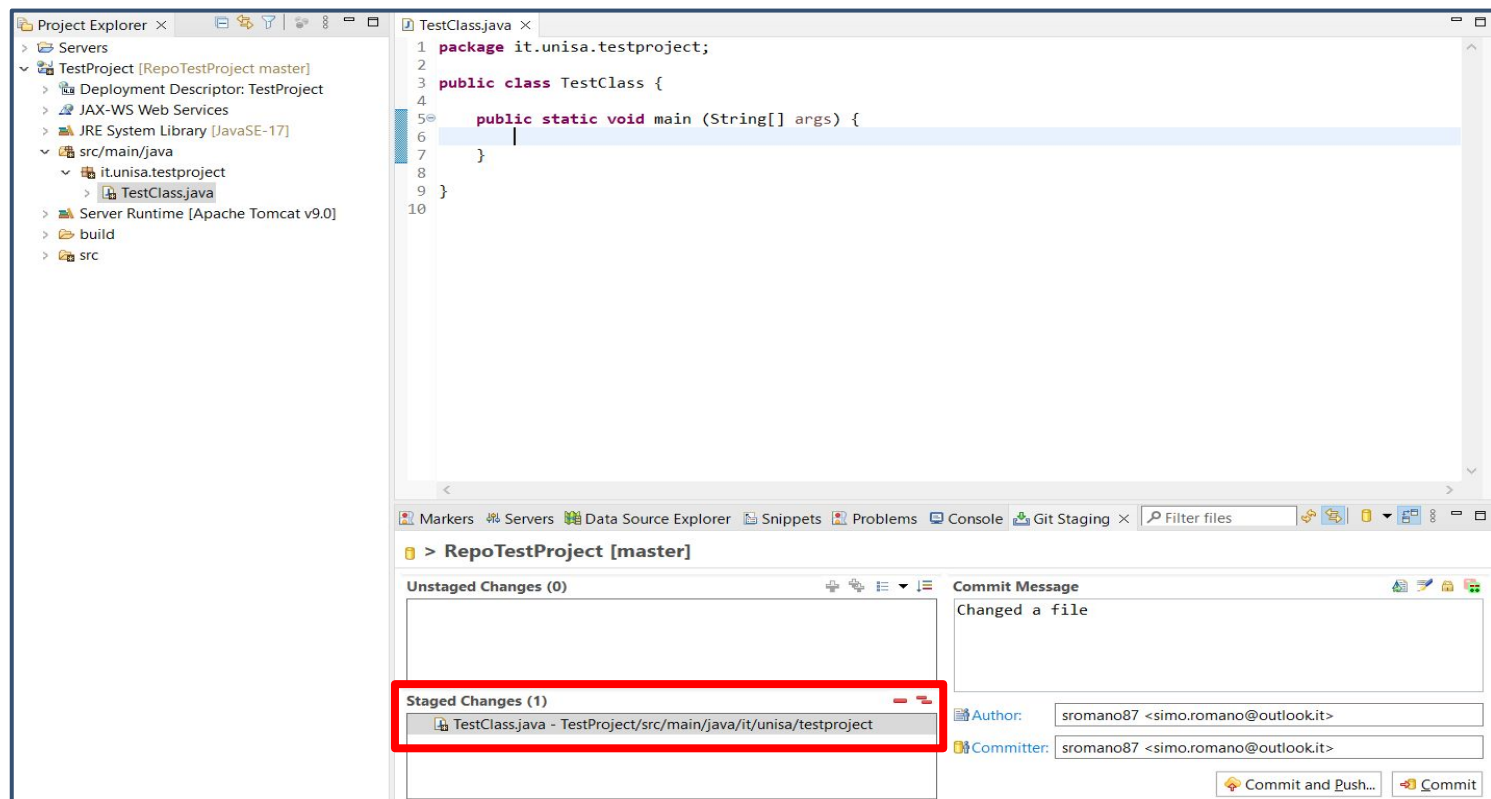 Project Explorer
Servers
TestProject [RepoTestProject master]
Deployment Descriptor: TestProject
JAX-WS Web Services
JRE System Library [JavaSE-17]
src/main/java
it.unisa.testproject
TestClass.java
Server Runtime [Apache Tomcat v9.0]
build
src
TestClass.java
1 package it.unisa.testproject;
2
3 public class TestClass {
4
5 public static void main (String[] args) {
6
7 }
8
9 }
10
Markers Servers Data Source Explorer Snippets Problems Console Git Staging Filter files
> RepoTestProject [master]
Unstaged Changes (0)
Staged Changes (1)
TestClass.java - TestProject/src/main/java/it/unisa/testproject
Commit Message
Changed a file
Author: sromano87 <simo.romano@outlook.it>
Committer: sromano87 <simo.romano@outlook.it>
Commit and Push... Commit